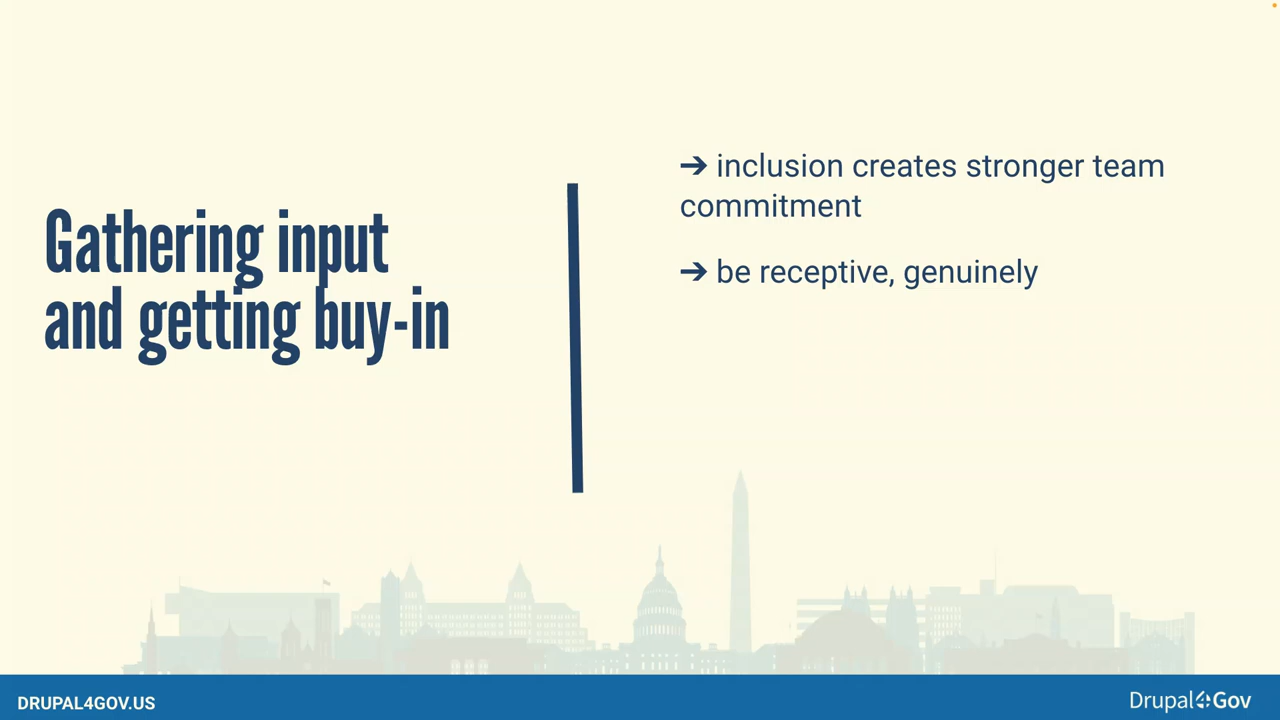 Gathering input
and getting buy-in
➔ inclusion creates stronger team
commitment
➔ be receptive, genuinely
DRUPAL4GOV.US
Drupal4Gov